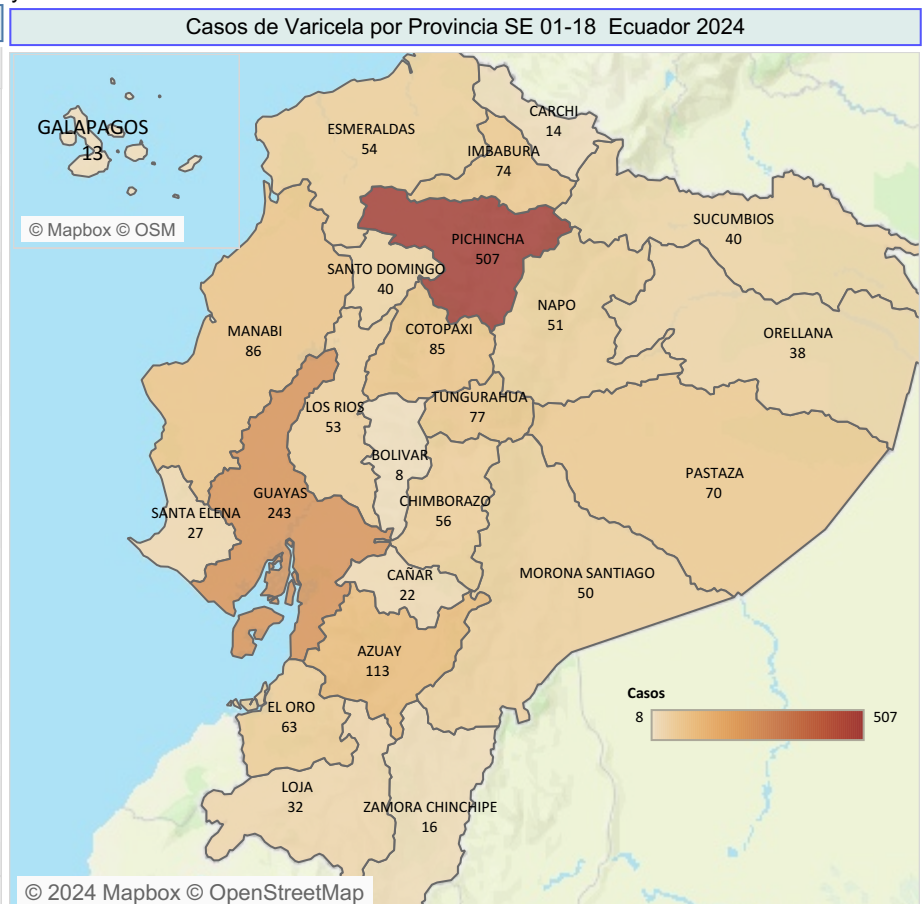 Casos de Varicela por Provincia SE 01-18 Ecuador 2024
GALAPAGOS
13
© Mapbox © OSM
CARCHI
14
ESMERALDAS
54
IMBABURA
74
SUCUMBIOS
40
PICHINCHA
507
SANTO DOMINGO
40
NAPO
51
MANABI
86
COTOPAXI
85
ORELLANA
38
TUNGURAHUA
77
LOS RIOS
53
BOLIVAR
8
PASTAZA
70
GUAYAS
243
CHIMBORAZO
56
SANTA ELENA
27
CAÑAR
22
MORONA SANTIAGO
50
AZUAY
113
EL ORO
63
Casos
8 507
LOJA
32
ZAMORA CHINCHIPE
16
© 2024 Mapbox © OpenStreetMap